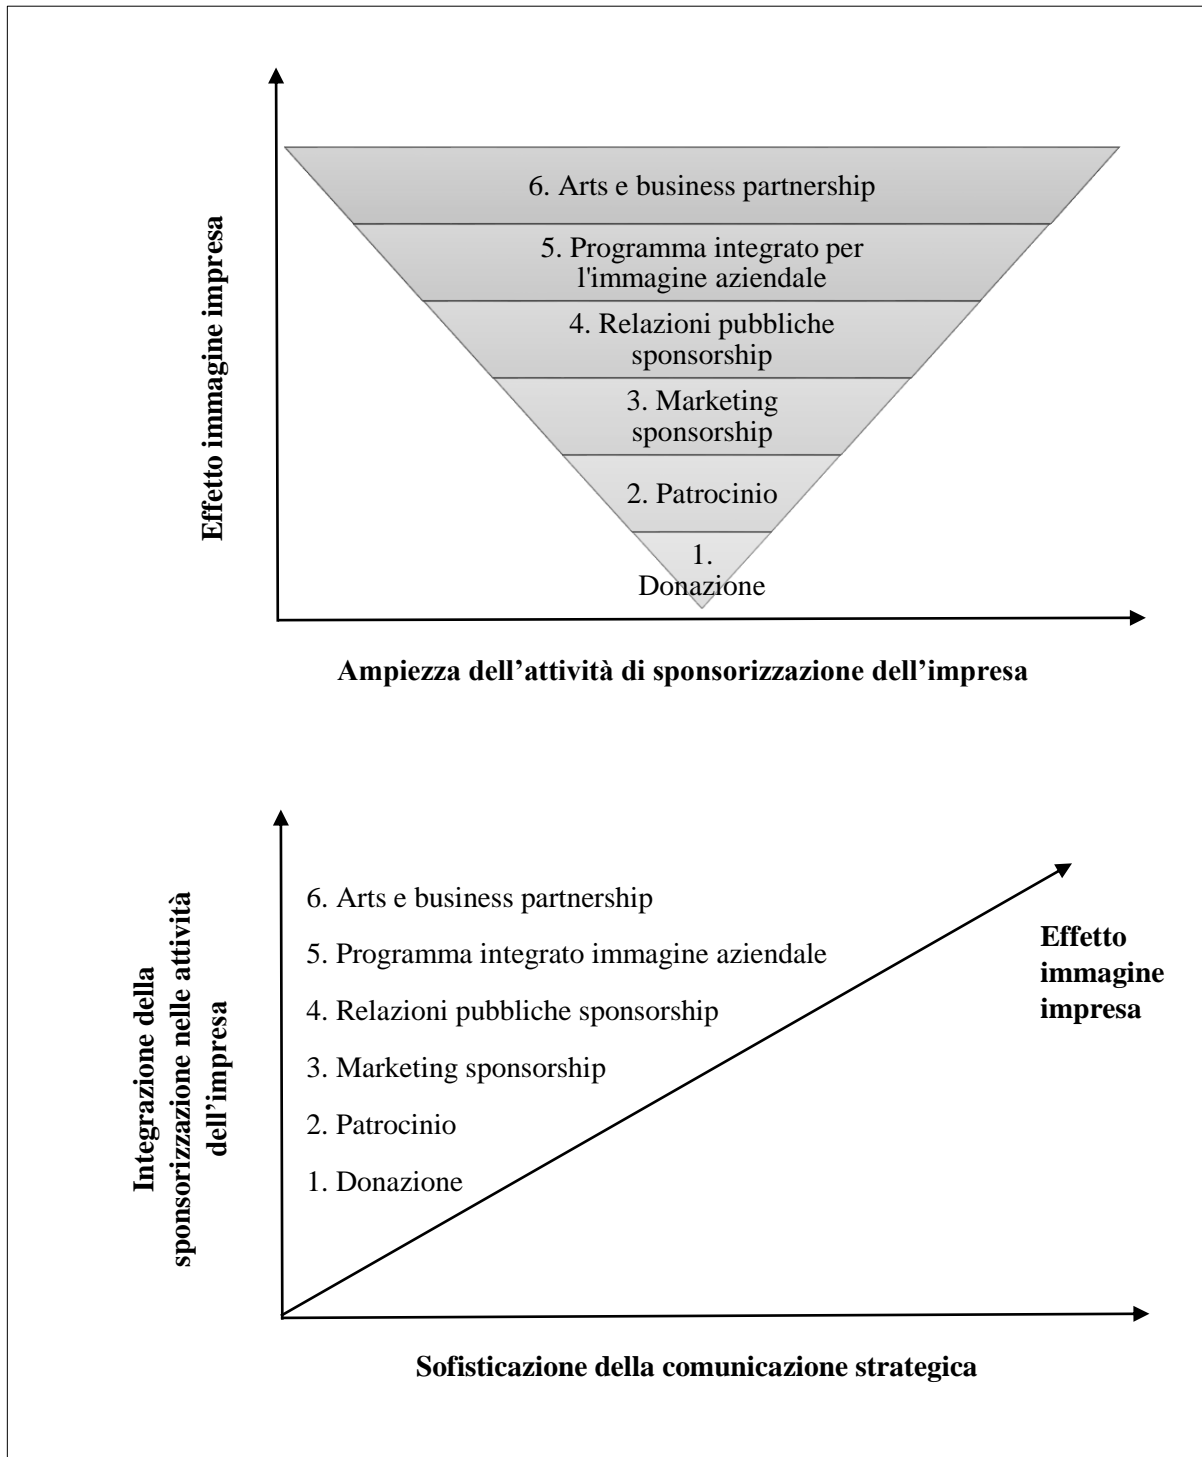 Effetto immagine impresa
6. Arts e business partnership
5. Programma integrato per
l'immagine aziendale
4. Relazioni pubbliche
sponsorship
3. Marketing
sponsorship
2. Patrocinio
1.
Donazione
Ampiezza dell’attività di sponsorizzazione dell’impresa
Integrazione della
sponsorizzazione nelle attività
dell’impresa
6. Arts e business partnership
5. Programma integrato immagine aziendale
4. Relazioni pubbliche sponsorship
3. Marketing sponsorship
2. Patrocinio
1. Donazione
Effetto
immagine
impresa
Sofisticazione della comunicazione strategica